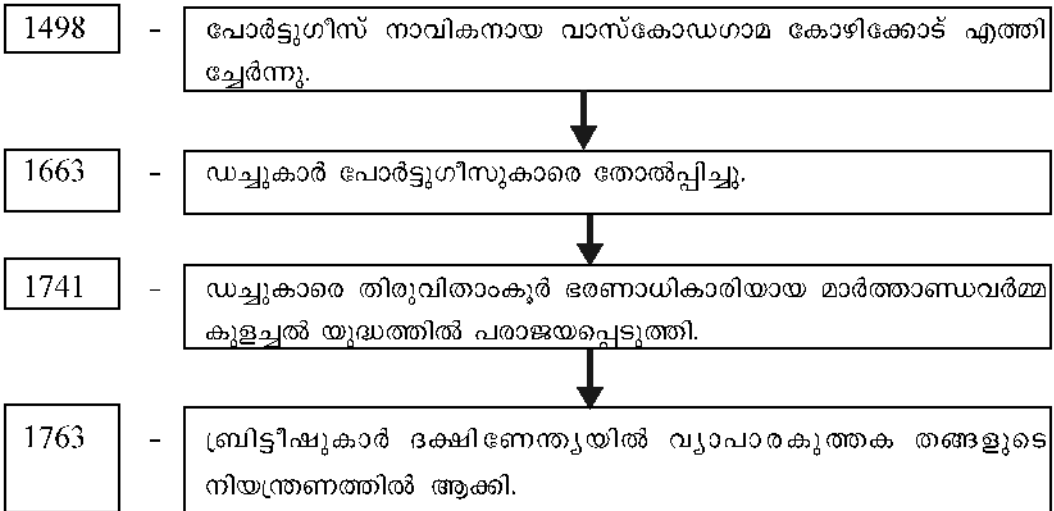 1498 - പോർട്ടുഗീസ് നാവികനായ വാസ്കോഡഗാമ കോഴിക്കോട് എത്തി
ച്ചേർന്നു.
1663 - ഡച്ചുകാർ പോർട്ടുഗീസുകാരെ തോൽപ്പിച്ചു.
1741 - ഡച്ചുകാരെ തിരുവിതാംകൂർ ഭരണാധികാരിയായ മാർത്താണ്ഡവർമ്മ
കുളച്ചൽ യുദ്ധത്തിൽ പരാജയപ്പെടുത്തി.
1763 - ബ്രിട്ടീഷുകാർ ദക്ഷിണേന്ത്യയിൽ വ്യാപാരകുത്തക തങ്ങളുടെ
നിയന്ത്രണത്തിൽ ആക്കി.